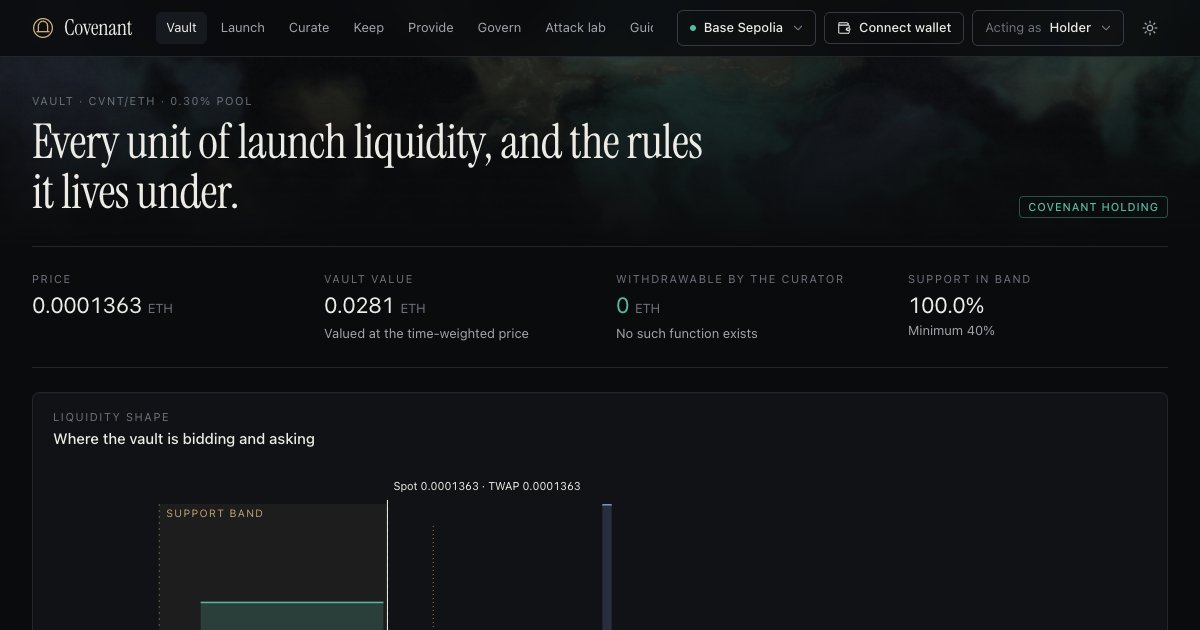 Covenant
Vault
Launch
Curate
Keep
Provide
Govern
Attack lab
Base Sepolia
Connect wallet
Acting as Holder
VAULT · CVNT/ETH · 0.30% POOL
Every unit of launch liquidity, and the rules
it lives under.
COVENANT HOLDING
PRICE
0.0001363 ETH
VAULT VALUE
0.0281 ETH
Valued at the time-weighted price
WITHDRAWABLE BY THE CURATOR
0 ETH
No such function exists
SUPPORT IN BAND
100.0%
Minimum 40%
LIQUIDITY SHAPE
Where the vault is bidding and asking
Spot 0.0001363 · TWAP 0.0001363
SUPPORT BAND